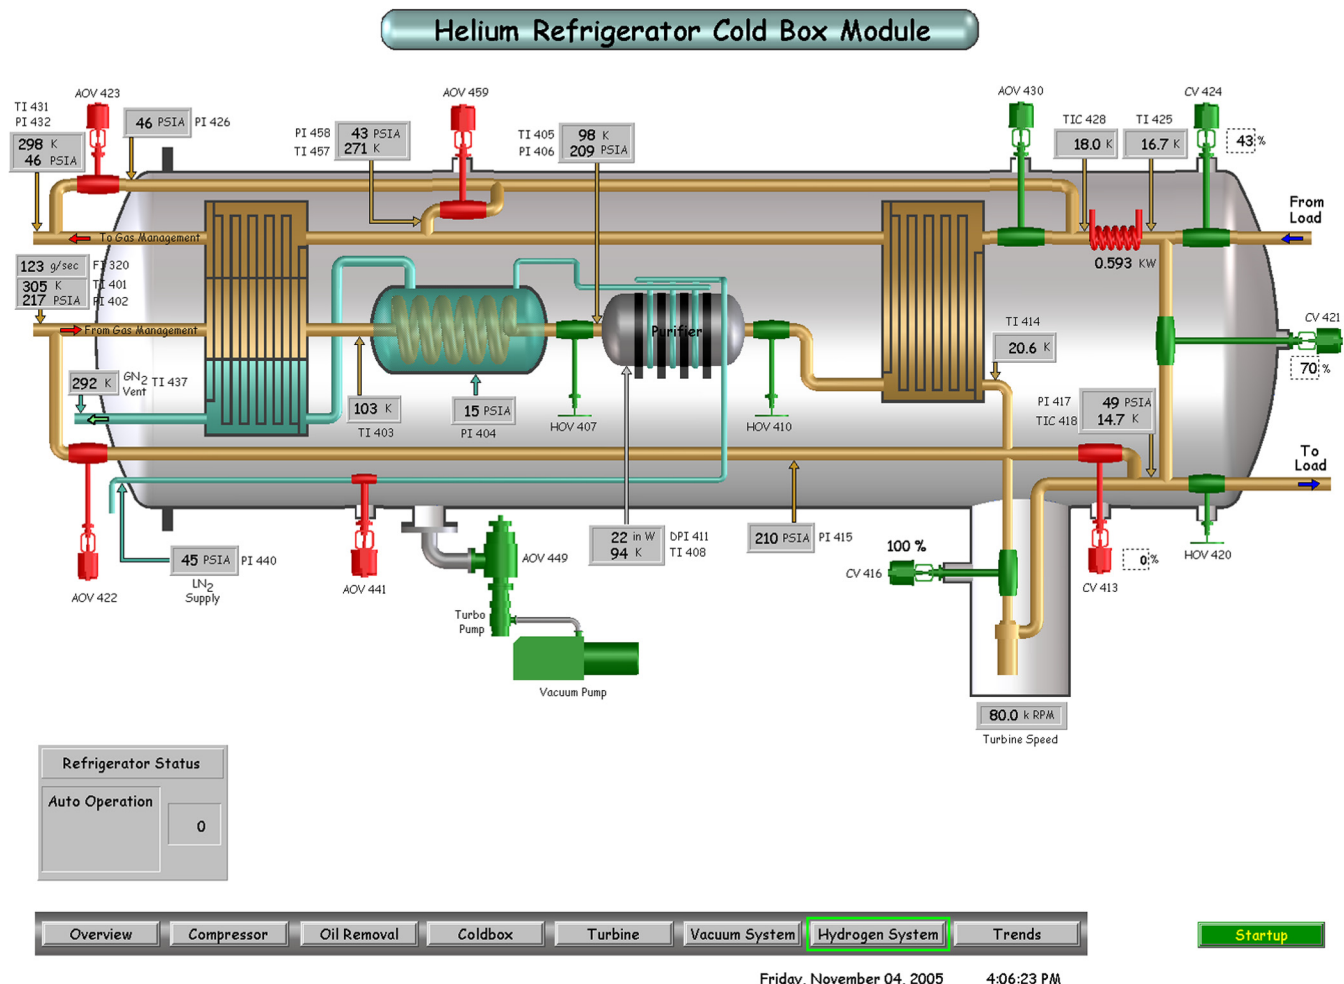 Helium Refrigerator Cold Box Module
AOV 423
AOV 459
AOV 430
CV 424
TI 431
PI 432
298 K
46 PSIA
46 PSIA PI 426
PI 458
TI 457
43 PSIA
271 K
TI 405
PI 406
98 K
209 PSIA
TIC 428
18.0 K
TI 425
16.7 K
43 %
From
Load
To Gas Management
0.593 KW
123 g/sec FI 320
305 K TI 401
217 PSIA PI 402
From Gas Management
Purifier
TI 414
20.6 K
CV 421
70 %
292 K
GN2
Vent
TI 437
103 K
TI 403
15 PSIA
PI 404
HOV 407
HOV 410
PI 417
TIC 418
49 PSIA
14.7 K
To
Load
45 PSIA PI 440
LN2
Supply
AOV 422
AOV 441
AOV 449
22 in W DPI 411
94 K TI 408
210 PSIA PI 415
100 %
CV 416
0 %
CV 413
HOV 420
Turbo
Pump
Vacuum Pump
80.0 k RPM
Turbine Speed
Refrigerator Status
Auto Operation
0
Overview
Compressor
Oil Removal
Coldbox
Turbine
Vacuum System
Hydrogen System
Trends
Startup
Friday, November 04, 2005 4:06:23 PM